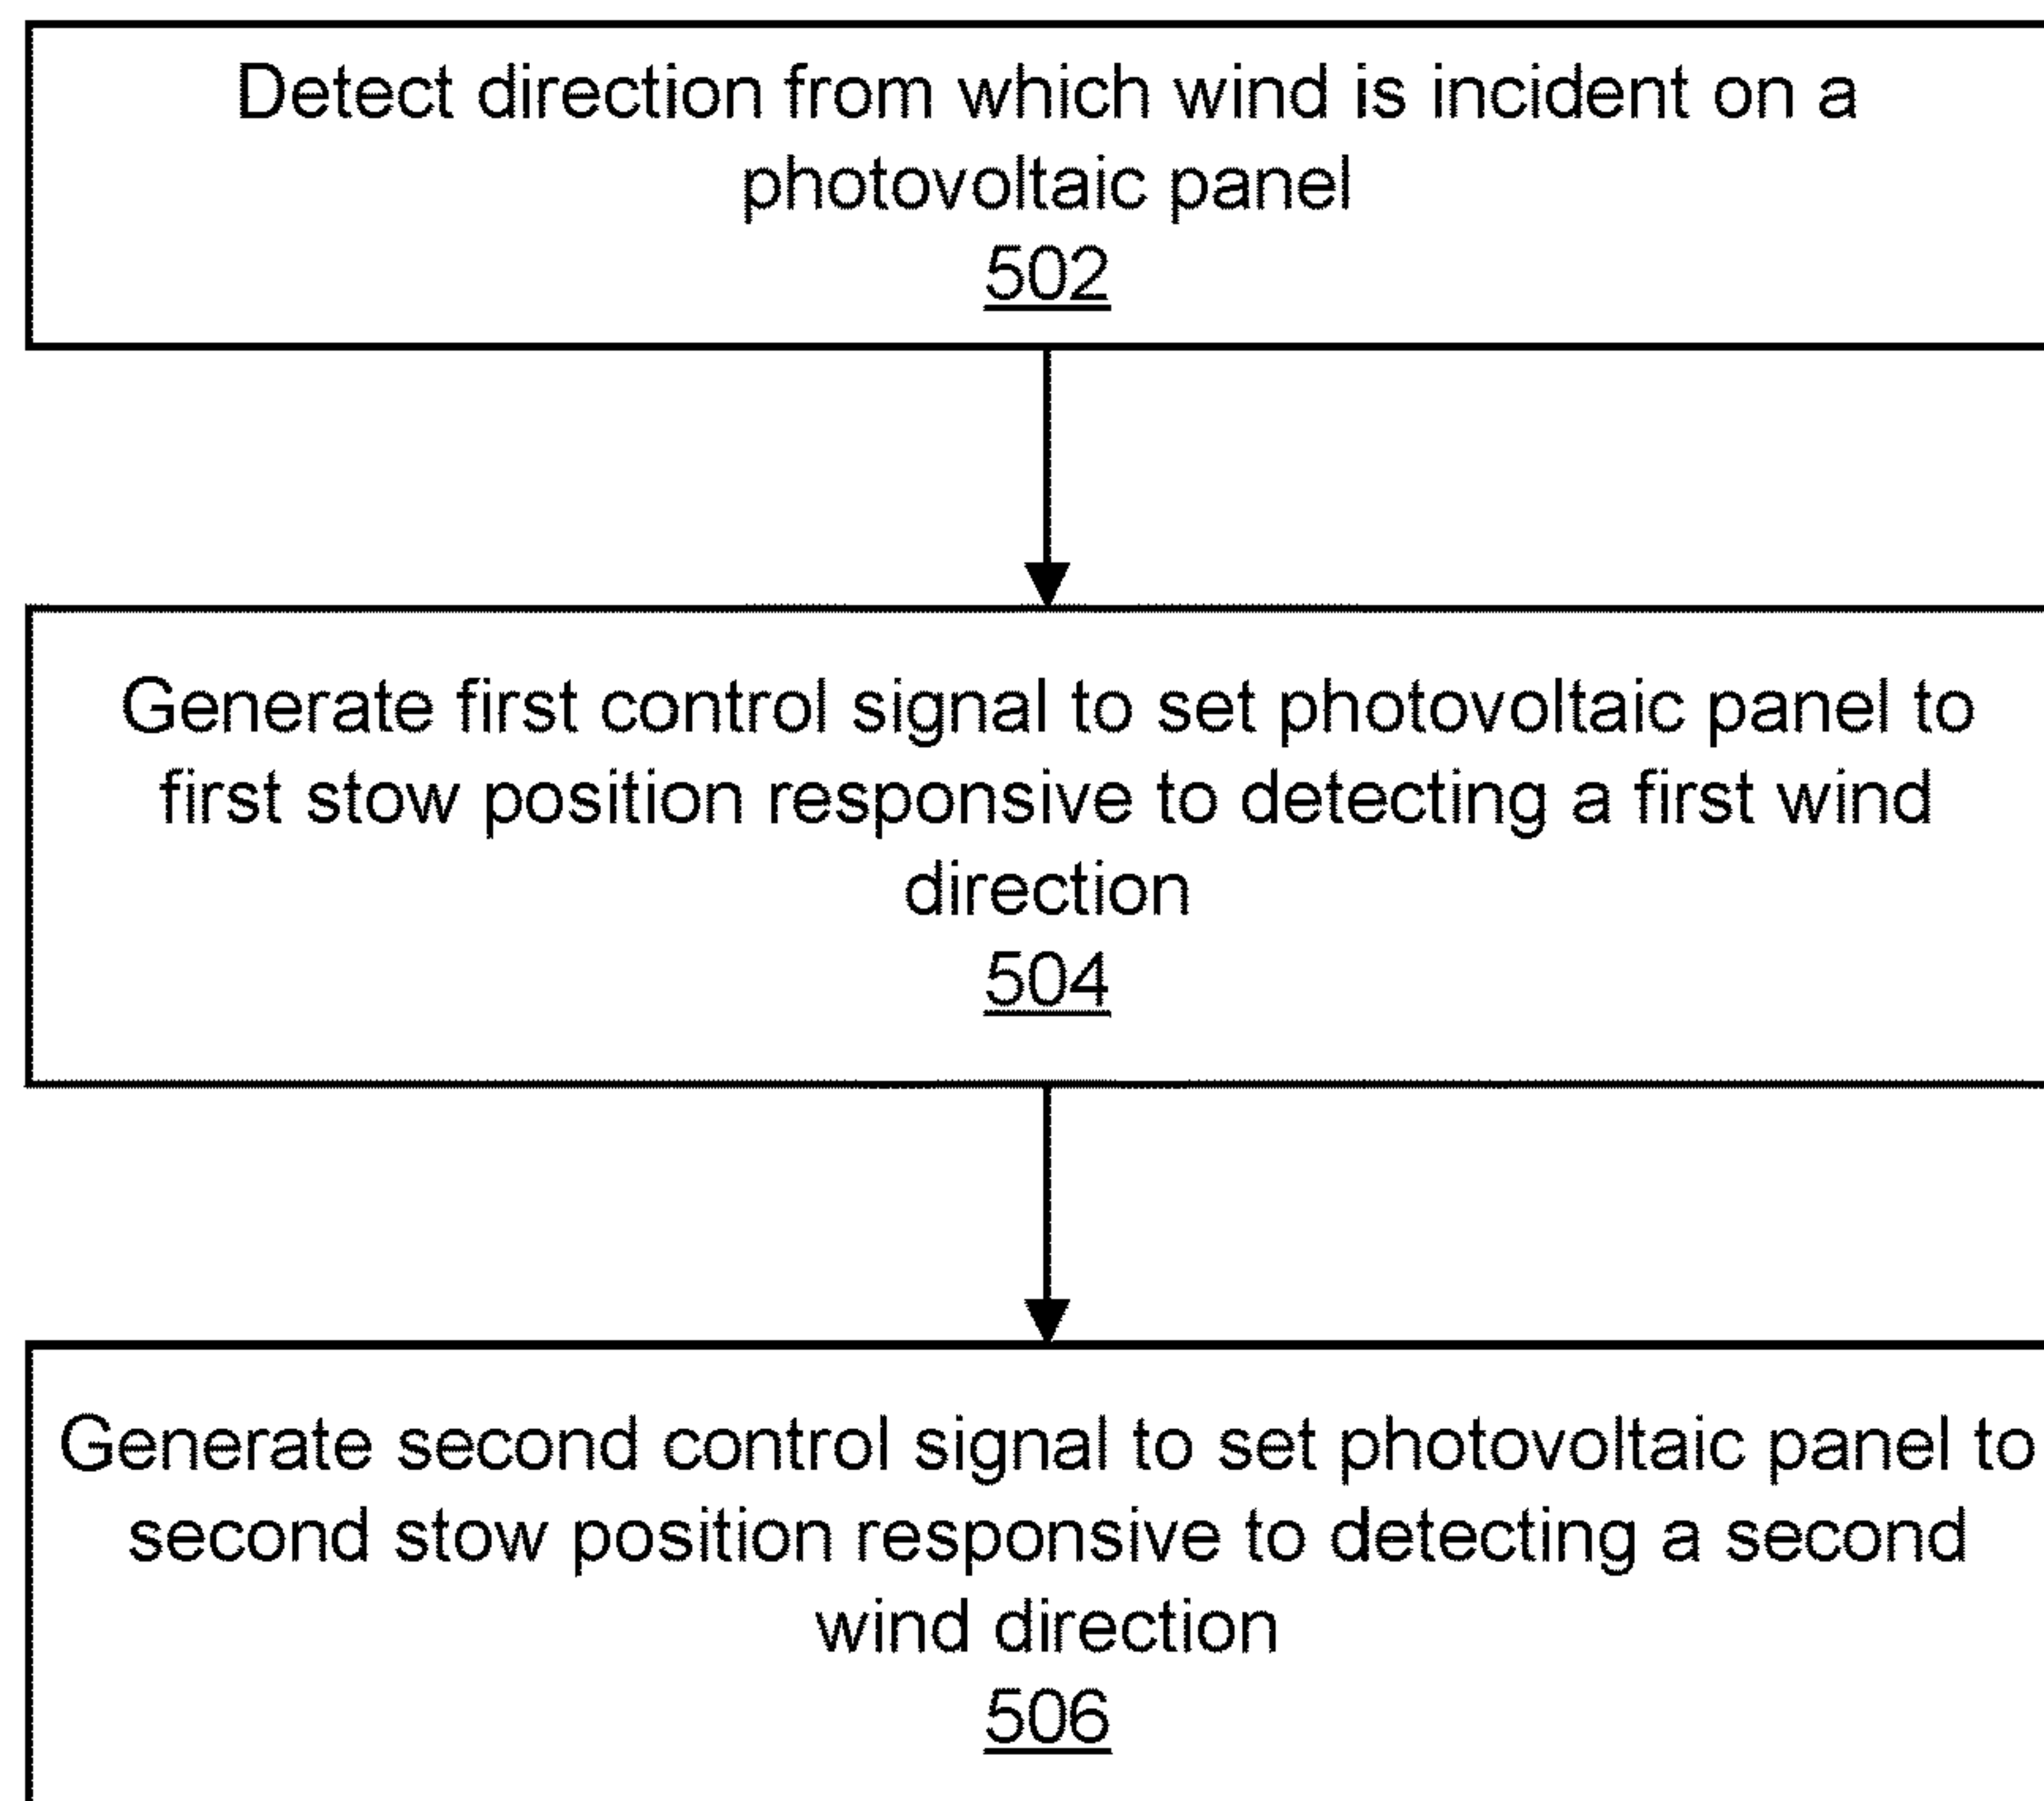 Detect direction from which wind is incident on a
photovoltaic panel
502
Generate first control signal to set photovoltaic panel to
first stow position responsive to detecting a first wind
direction
504
Generate second control signal to set photovoltaic panel to
second stow position responsive to detecting a second
wind direction
506